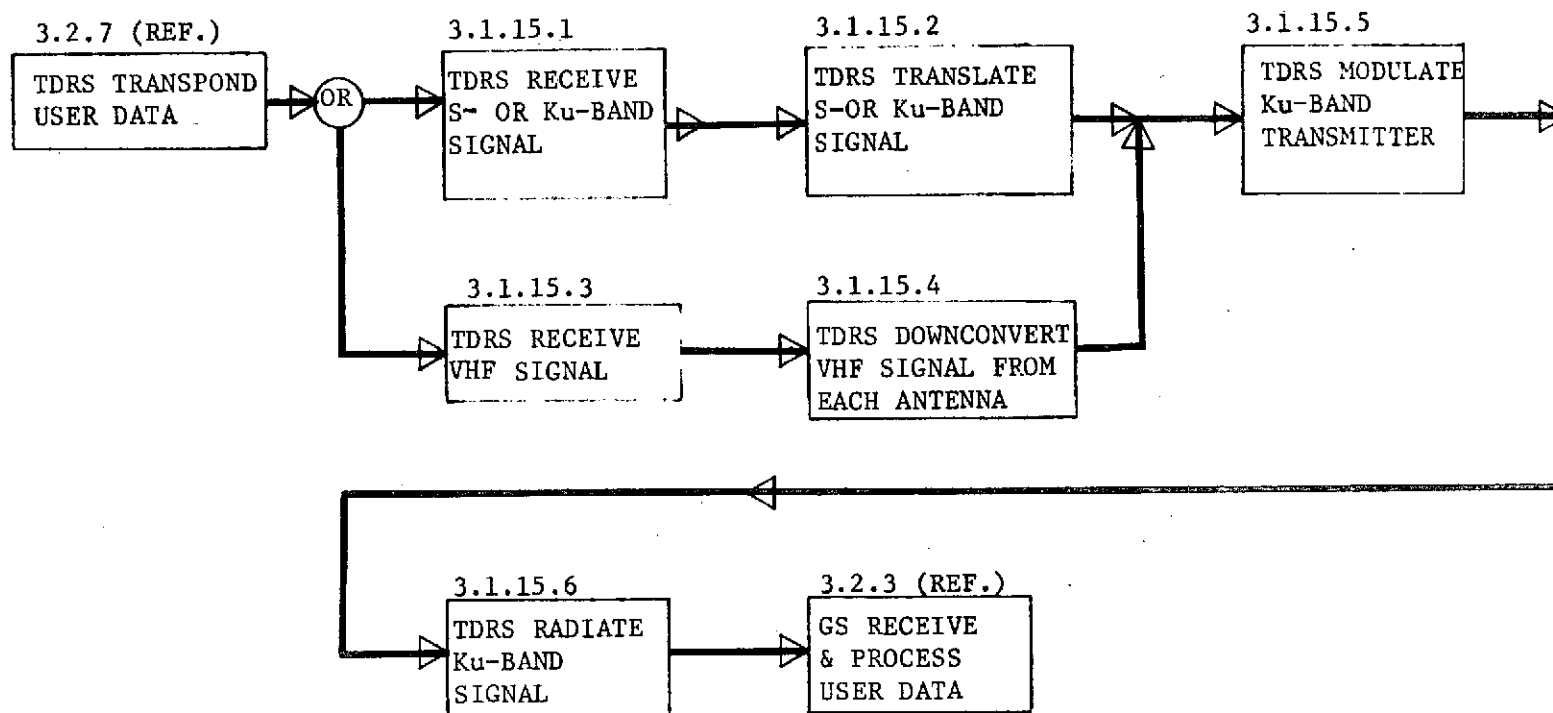 3.2.7 (REF.)
TDRS TRANSPOND
USER DATA
OR
3.1.15.1
TDRS RECEIVE
S- OR Ku-BAND
SIGNAL
3.1.15.2
TDRS TRANSLATE
S-OR Ku-BAND
SIGNAL
3.1.15.5
TDRS MODULATE
Ku-BAND
TRANSMITTER
3.1.15.3
TDRS RECEIVE
VHF SIGNAL
3.1.15.4
TDRS DOWNCONVERT
VHF SIGNAL FROM
EACH ANTENNA
3.1.15.6
TDRS RADIATE
Ku-BAND
SIGNAL
3.2.3 (REF.)
GS RECEIVE
& PROCESS
USER DATA